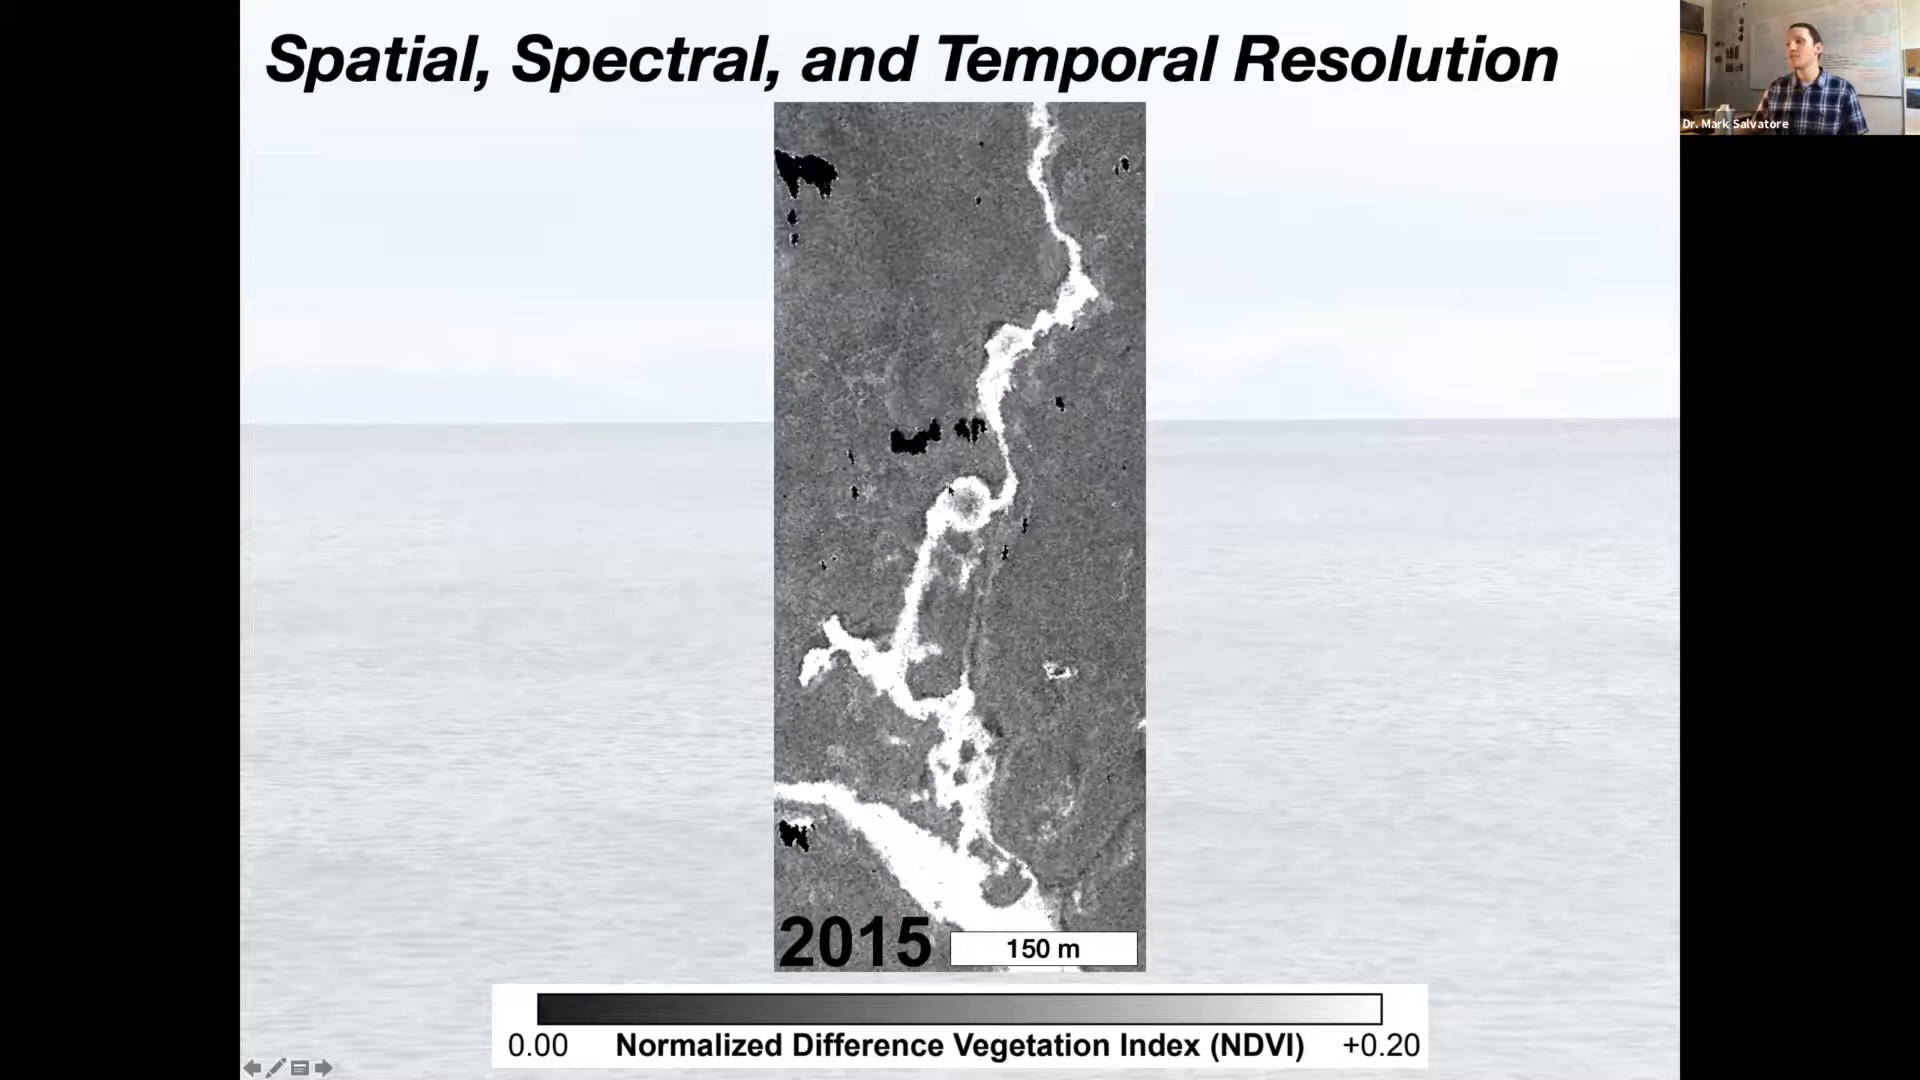 Spatial, Spectral, and Temporal Resolution
Dr. Mark Salvatore
2015
150 m
0.00 Normalized Difference Vegetation Index (NDVI) +0.20